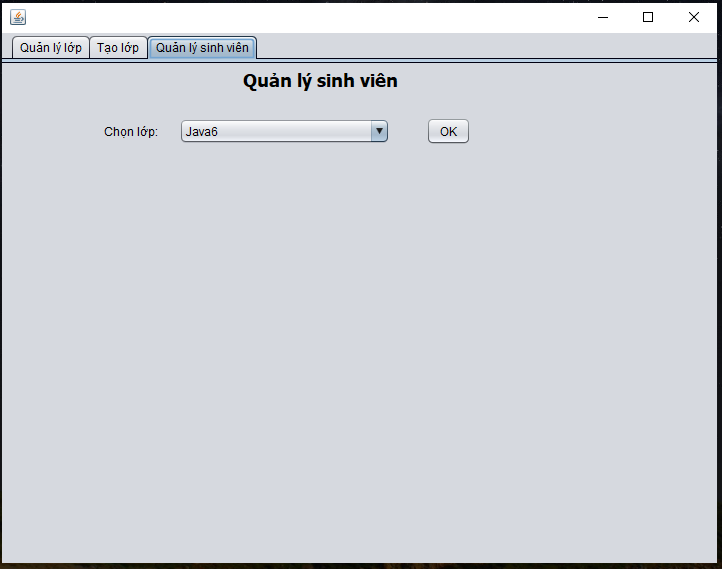 Quản lý lớp Tạo lớp Quản lý sinh viên
Quản lý sinh viên
Chọn lớp: Java6 OK